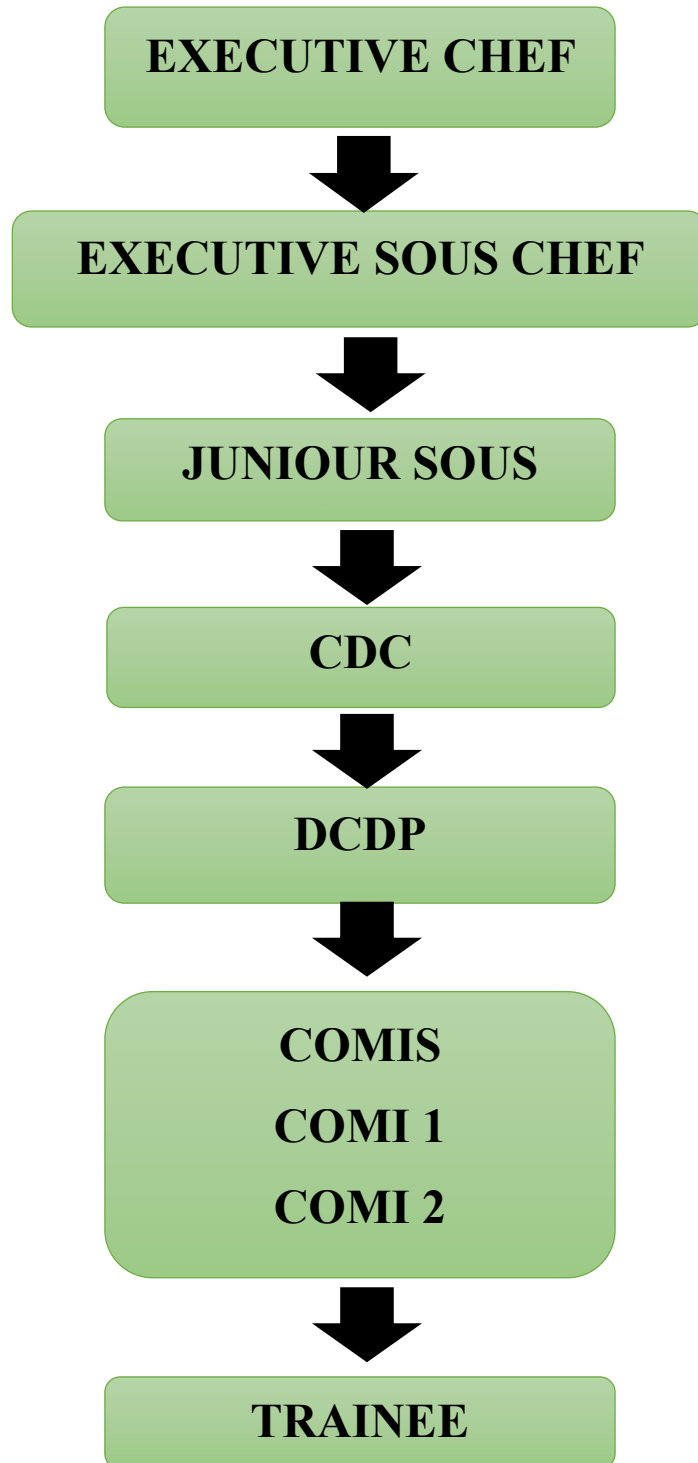 EXECUTIVE CHEF
EXECUTIVE SOUS CHEF
JUNIOUR SOUS
CDC
DCDP
COMIS
COMI 1
COMI 2
TRAINEE